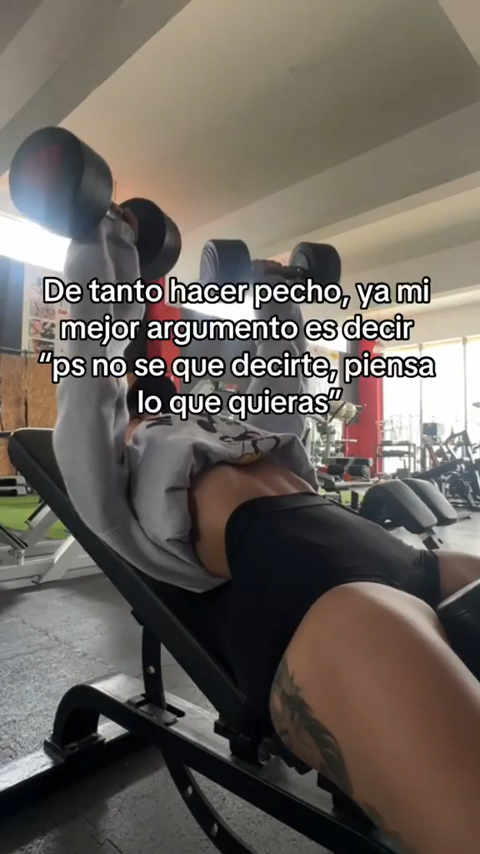 De tanto hacer pecho, ya mi
mejor argumento es decir
“ps no se que decirte, piensa
lo que quieras”